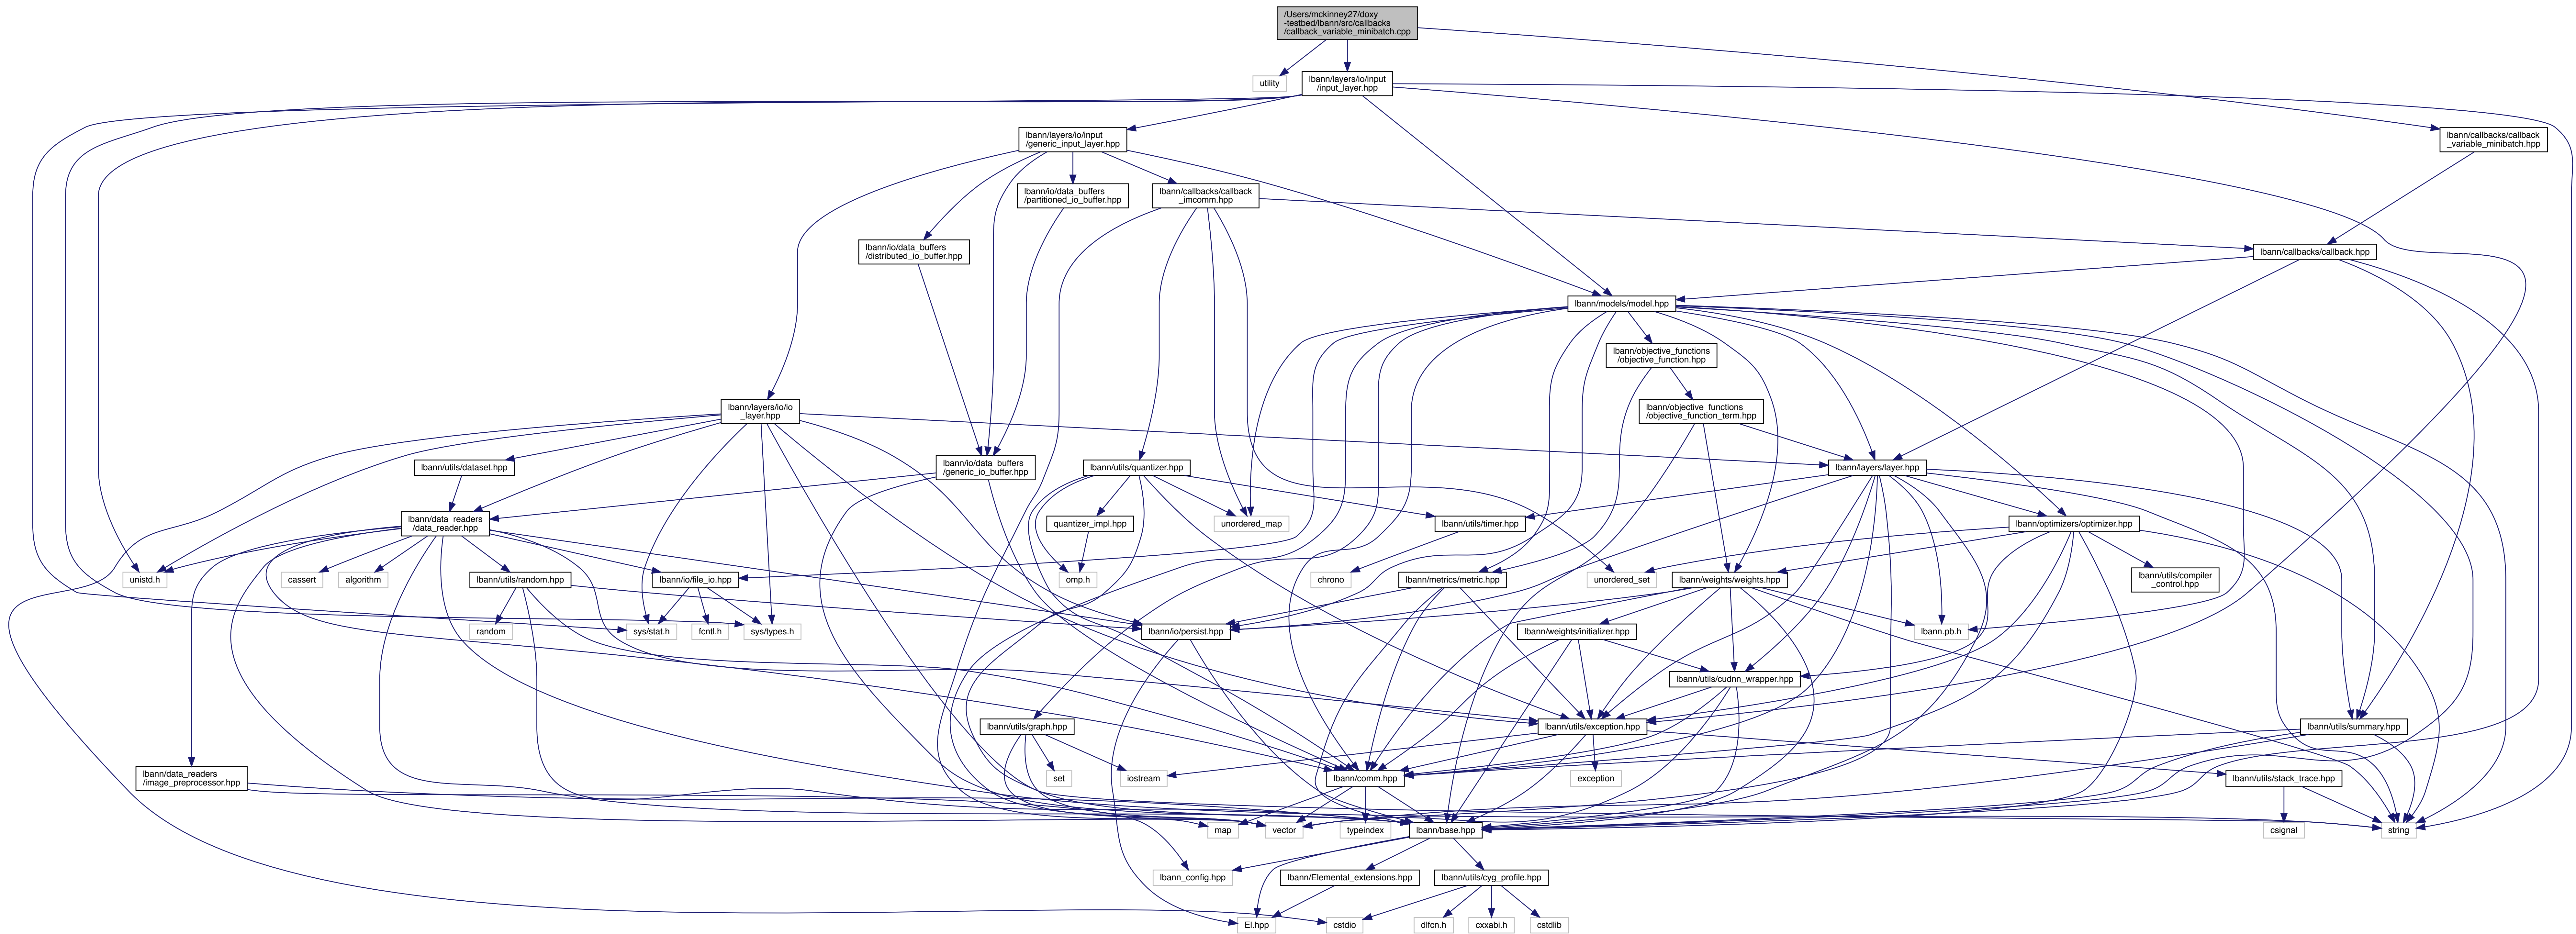 /Users/mckinney27/doxy
-testbed/lbann/src/callbacks
/callback_variable_minibatch.cpp
utility
lbann/layers/io/input
/input_layer.hpp
lbann/layers/io/input
/generic_input_layer.hpp
lbann/callbacks/callback
_variable_minibatch.hpp
lbann/io/data_buffers
/partitioned_io_buffer.hpp
lbann/callbacks/callback
_imcomm.hpp
lbann/io/data_buffers
/distributed_io_buffer.hpp
lbann/callbacks/callback.hpp
lbann/models/model.hpp
lbann/objective_functions
/objective_function.hpp
lbann/layers/io/io
_layer.hpp
lbann/objective_functions
/objective_function_term.hpp
lbann/utils/dataset.hpp
lbann/io/data_buffers
/generic_io_buffer.hpp
lbann/utils/quantizer.hpp
lbann/layers/layer.hpp
lbann/data_readers
/data_reader.hpp
quantizer_impl.hpp
unordered_map
lbann/utils/timer.hpp
lbann/optimizers/optimizer.hpp
unistd.h
cassert
algorithm
lbann/utils/random.hpp
lbann/io/file_io.hpp
omp.h
chrono
lbann/metrics/metric.hpp
unordered_set
lbann/weights/weights.hpp
lbann/utils/compiler
_control.hpp
random
sys/stat.h
fcntl.h
sys/types.h
lbann/io/persist.hpp
lbann/weights/initializer.hpp
lbann.pb.h
lbann/utils/cudnn_wrapper.hpp
lbann/utils/graph.hpp
lbann/utils/exception.hpp
lbann/utils/summary.hpp
lbann/data_readers
/image_preprocessor.hpp
set
iostream
lbann/comm.hpp
exception
lbann/utils/stack_trace.hpp
map
vector
typeindex
lbann/base.hpp
csignal
string
lbann_config.hpp
lbann/Elemental_extensions.hpp
lbann/utils/cyg_profile.hpp
El.hpp
cstdio
dlfcn.h
cxxabi.h
cstdlib